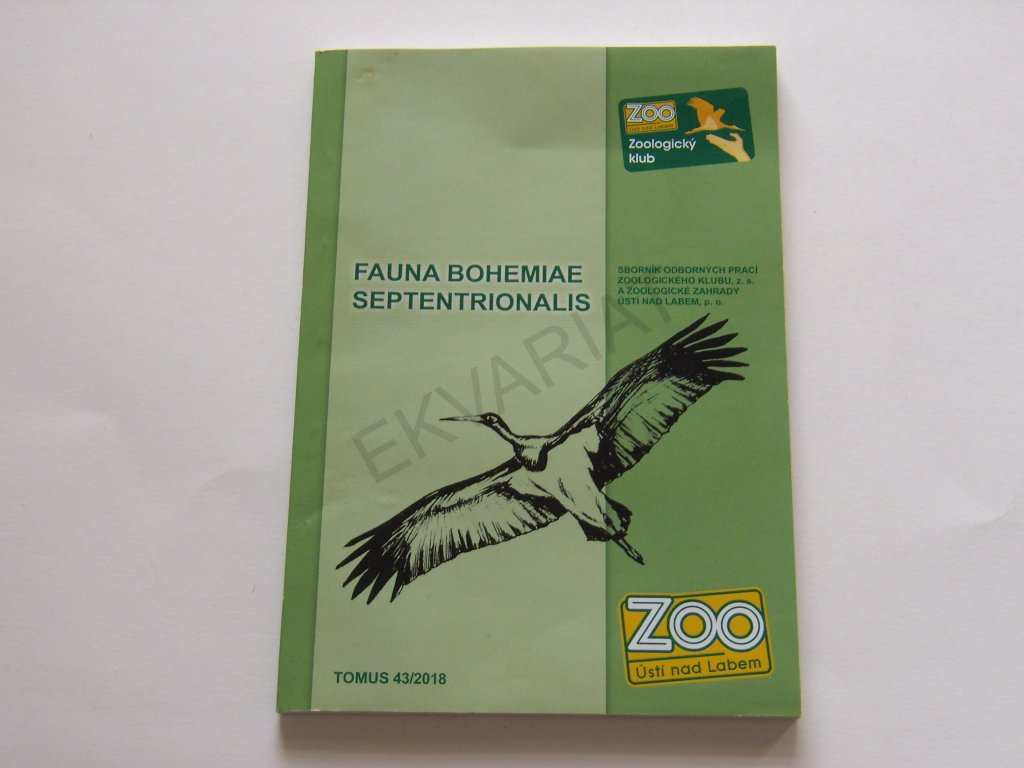 ZOO
Ústí nad Labem
Zoologický
klub
FAUNA BOHEMIAE
SEPTENTRIONALIS
SBORNÍK ODBORNÝCH PRACÍ
ZOOLOGICKÉHO KLUBU, z. s.
A ZOOLOGICKÉ ZAHRADY
ÚSTÍ NAD LABEM, p. o.
EKVARIAT
ZOO
Ústí nad Labem
TOMUS 43/2018